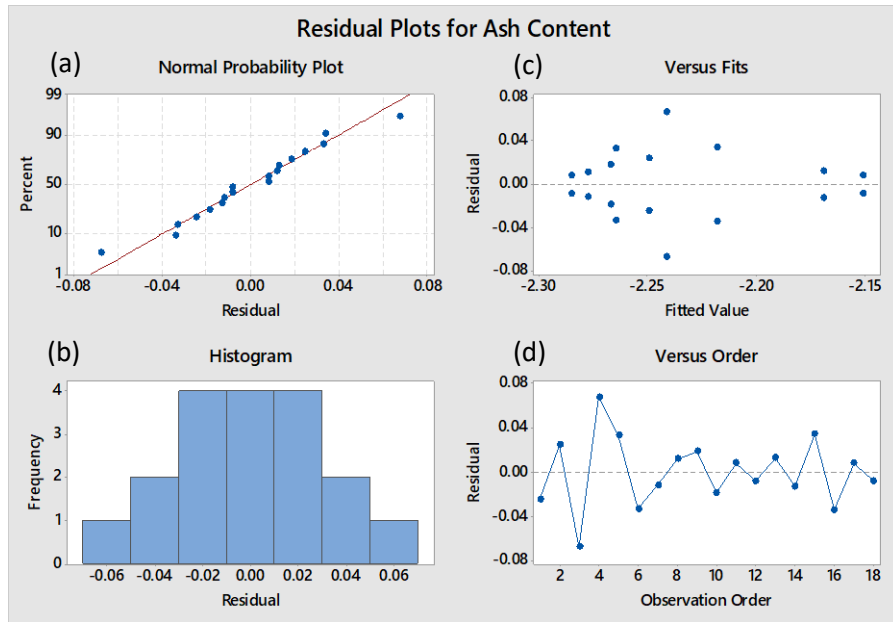 Residual Plots for Ash Content
(a)
Normal Probability Plot
99
90
50
10
1
Percent
-0.08 -0.04 0.00 0.04 0.08
Residual
(c)
Versus Fits
0.08
0.04
0.00
-0.04
-0.08
Residual
-2.30 -2.25 -2.20 -2.15
Fitted Value
(b)
Histogram
4
3
2
1
0
Frequency
-0.06 -0.04 -0.02 0.00 0.02 0.04 0.06
Residual
(d)
Versus Order
0.08
0.04
0.00
-0.04
-0.08
Residual
2 4 6 8 10 12 14 16 18
Observation Order